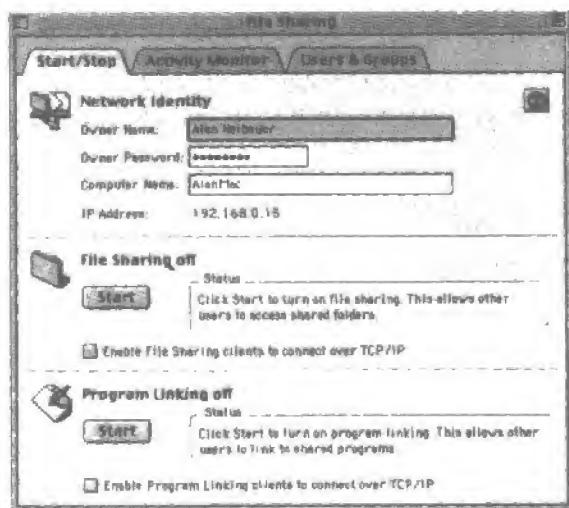 File Sharing
Start/Stop
Activity Monitor
Users & Groups
Network Identity
Owner Name:
Alan Neibauer
Owner Password: ••••••••
Computer Name: AlanMac
IP Address: 192.168.0.15
File Sharing off
Status
Start
Click Start to turn on file sharing. This allows other
users to access shared folders.
Enable File Sharing clients to connect over TCP/IP
Program Linking off
Status
Start
Click Start to turn on program linking. This allows other
users to link to shared programs.
Enable Program Linking clients to connect over TCP/IP